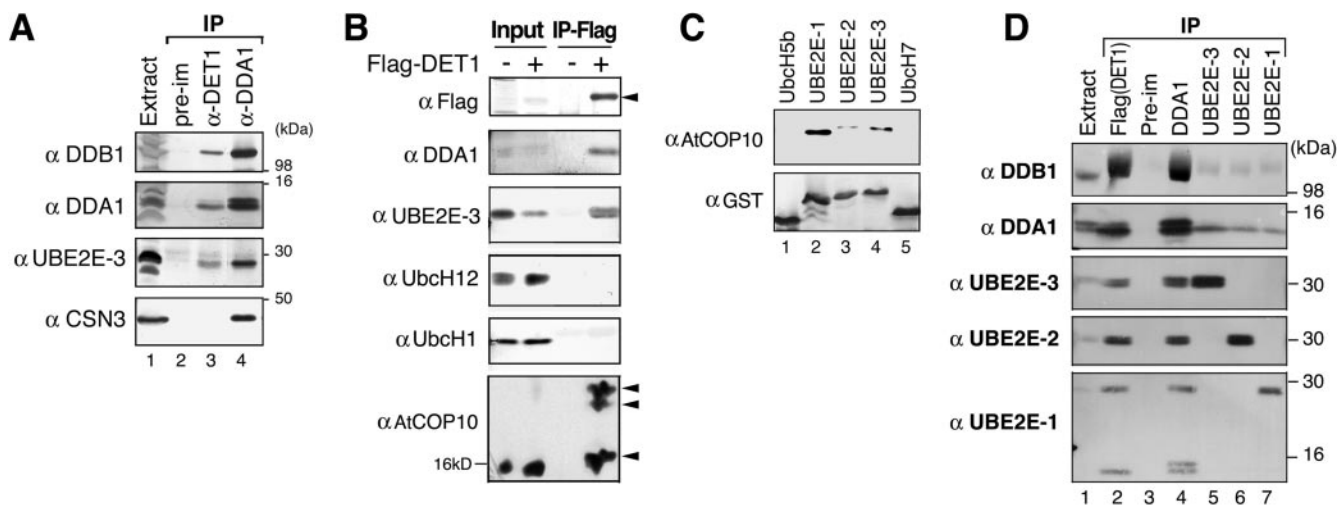 A
IP
Extract
pre-im
α-DET1
α-DDA1
(kDa)
α DDB1
98
16
α DDA1
α UBE2E-3
30
50
α CSN3
1 2 3 4
B
Input IP-Flag
Flag-DET1 - + - +
α Flag
α DDA1
α UBE2E-3
α UbcH12
α UbcH1
α AtCOP10
16kD
C
UbcH5b
UBE2E-1
UBE2E-2
UBE2E-3
UbcH7
α AtCOP10
α GST
1 2 3 4 5
D
IP
Extract
Flag(DET1)
Pre-im
DDA1
UBE2E-3
UBE2E-2
UBE2E-1
(kDa)
α DDB1
98
16
α DDA1
α UBE2E-3
30
α UBE2E-2
30
30
α UBE2E-1
16
1 2 3 4 5 6 7